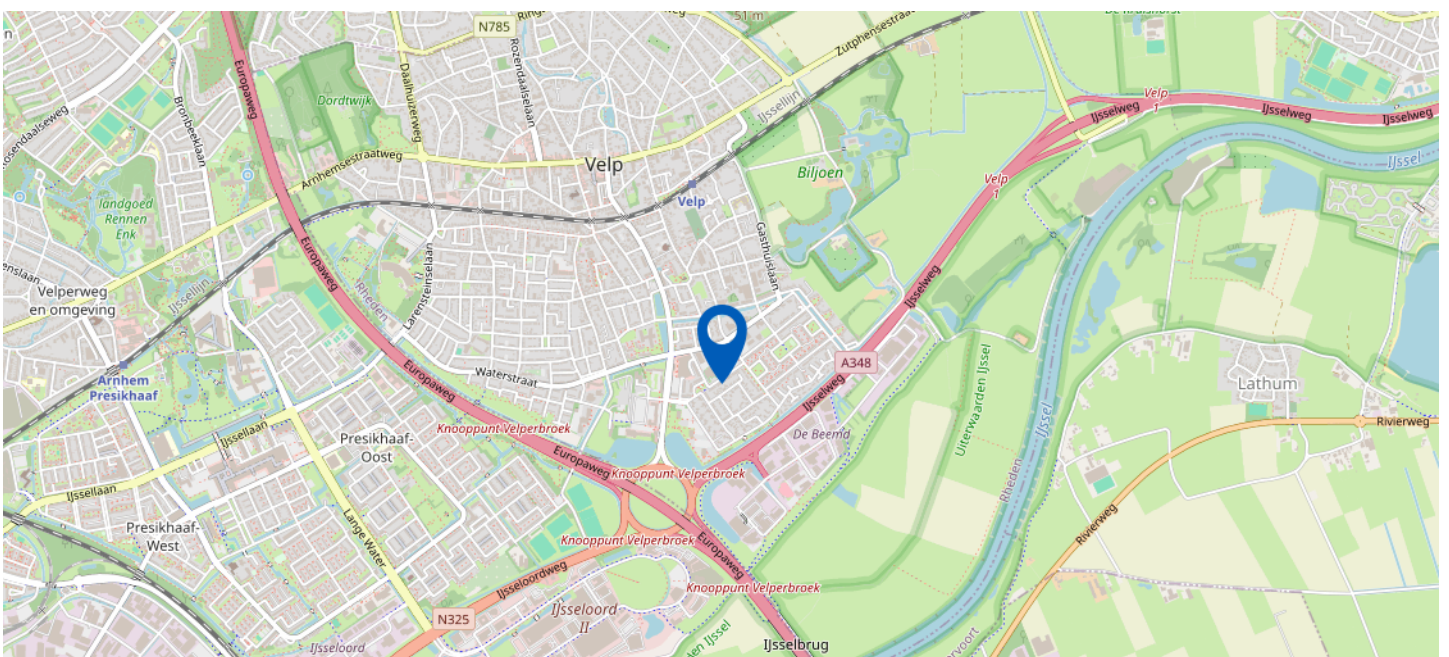 N785
51 m
Zutphensestraat
Rozendaalselaan
Daalhuizerweg
Europaweg
Dordtwijk
IJssellijn
Velp
1
IJsselweg
IJsselweg
IJsselweg
Bronbeeklaan
Rosendaalseweg
Arnhemsestraatweg
Velp
Velp
Biljoen
Velp
1
IJssel
landgoed
Rennen
Enk
Gasthuislaan
Europaweg
Larensteinselaan
Rheden
IJssellijn
IJsselweg
Velperweg
en omgeving
Waterstraat
A348
IJsselweg
Uiterwaarden IJssel
IJssel
Lathum
Arnhem
Presikhaaf
Europaweg
Knooppunt Velperbroek
De Beemd
Rivierweg
IJssellaan
Presikhaaf-
Oost
Europaweg
Knooppunt Velperbroek
Rheden
IJssellaan
Lange Water
Presikhaaf-
West
Knooppunt Velperbroek
Europaweg
Rivierweg
IJsseloordweg
Knooppunt Velperbroek
N325
IJsseloord
II
IJsseloord
IJsselbrug